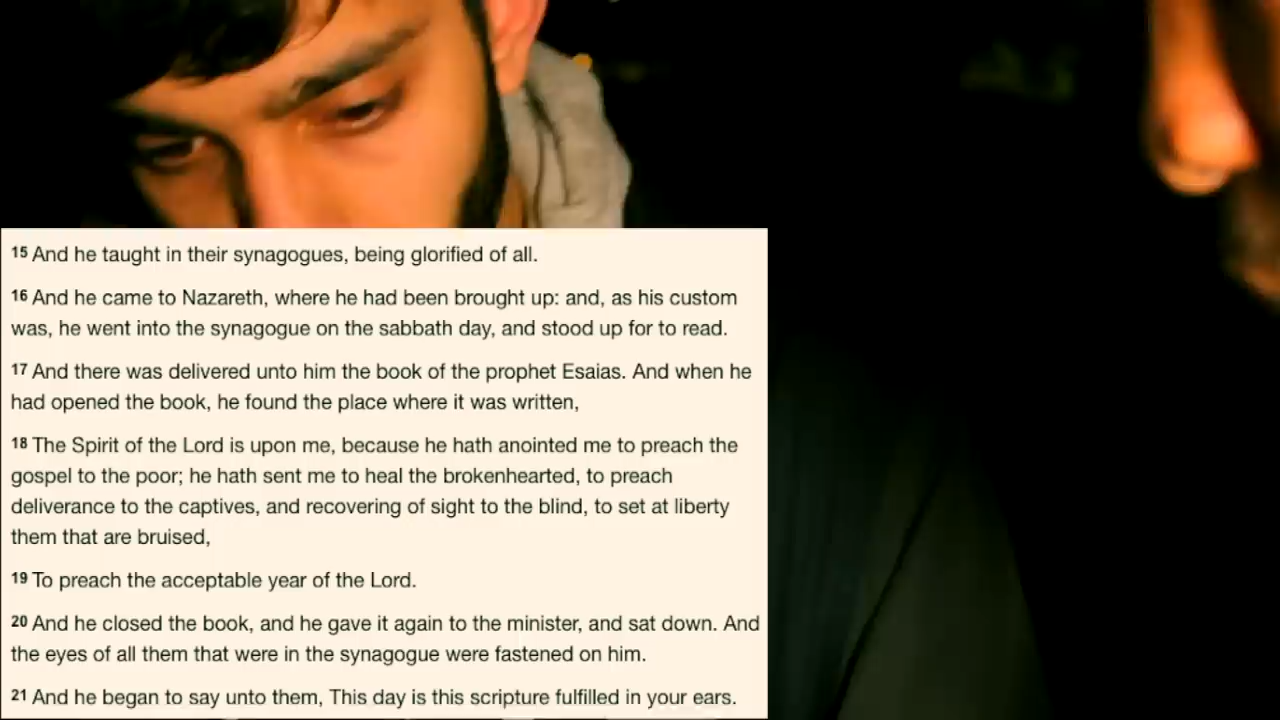 15 And he taught in their synagogues, being glorified of all.
16 And he came to Nazareth, where he had been brought up: and, as his custom
was, he went into the synagogue on the sabbath day, and stood up for to read.
17 And there was delivered unto him the book of the prophet Esaias. And when he
had opened the book, he found the place where it was written,
18 The Spirit of the Lord is upon me, because he hath anointed me to preach the
gospel to the poor; he hath sent me to heal the brokenhearted, to preach
deliverance to the captives, and recovering of sight to the blind, to set at liberty
them that are bruised,
19 To preach the acceptable year of the Lord.
20 And he closed the book, and he gave it again to the minister, and sat down. And
the eyes of all them that were in the synagogue were fastened on him.
21 And he began to say unto them, This day is this scripture fulfilled in your ears.